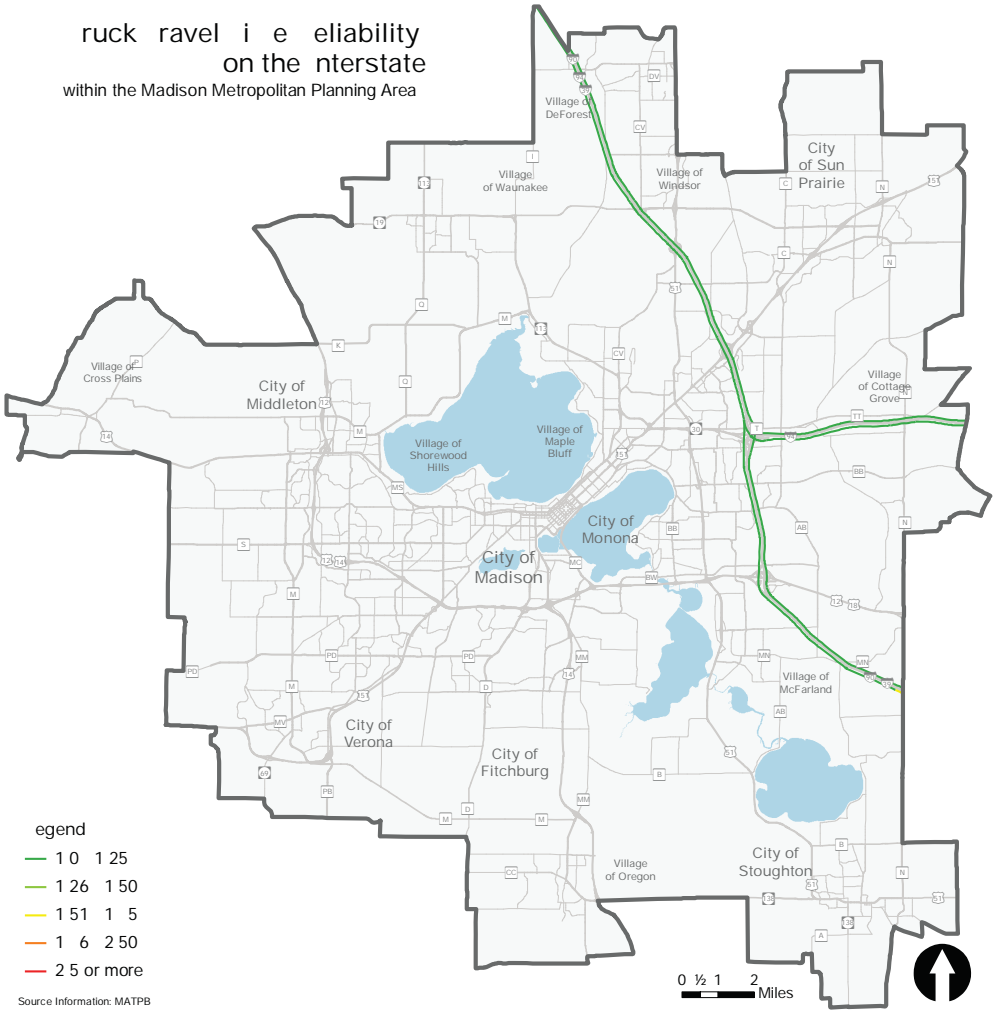 ruck ravel i e eliability
on the nterstate
within the Madison Metropolitan Planning Area
90
94
39
DV
Village of
DeForest
CV
I
City
of Sun
Prairie
Village
of Waunakee
113
Village of
Windsor
C
N
151
19
C
N
51
Q
M
113
K
CV
Village of
Cross Plains
P
City of
Middleton
Q
12
Village
of Cottage
Grove
N
TT
14
M
Village of
Shorewood
Hills
Village of
Maple
Bluff
30
T
94
151
BB
MS
City of
Monona
BB
AB
N
S
12
14
City of
Madison
MC
BW
M
12
18
PD
PD
PD
MM
14
MN
MN
90
39
M
D
Village of
McFarland
151
AB
MV
City of
Verona
51
69
City of
Fitchburg
B
PB
MM
D
M
M
egend
1 0 1 25
1 26 1 50
1 51 1 5
1 6 2 50
2 5 or more
B
CC
Village
of Oregon
City of
Stoughton
N
51
138
51
138
A
0 ½ 1 2
Miles
Source Information: MATPB